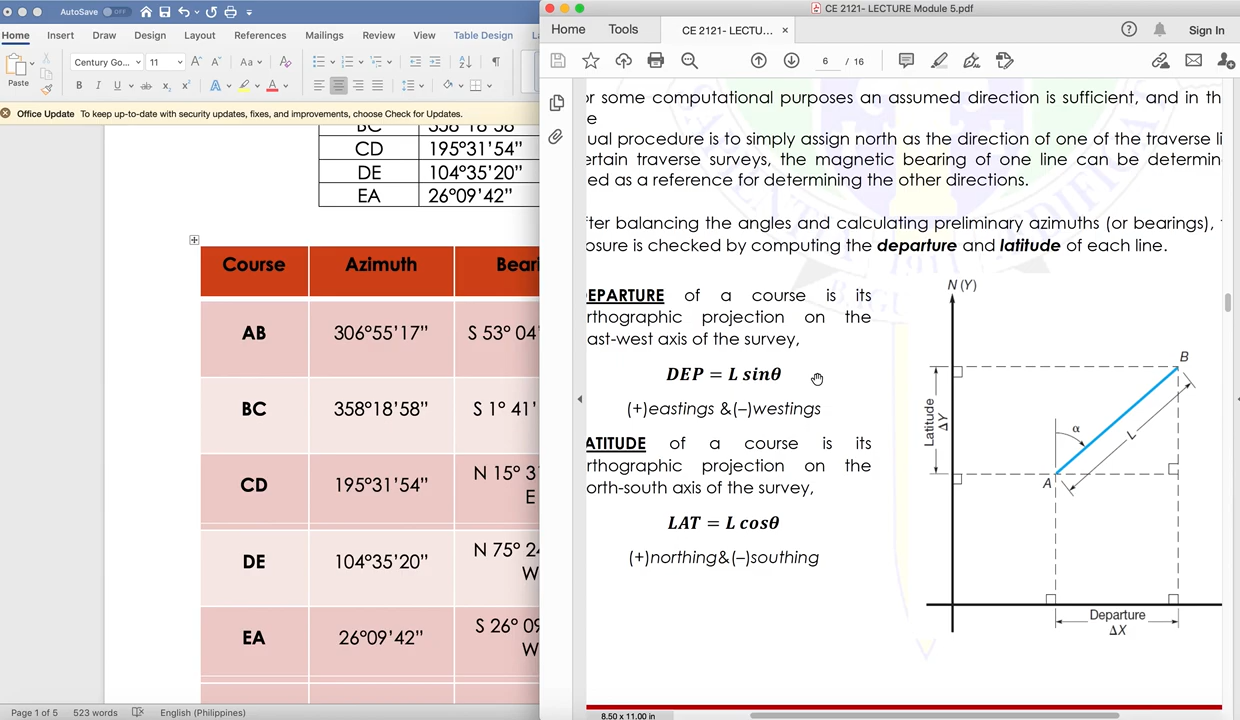 AutoSave OFF
CE 2121- LECTURE Module 5.pdf
Home Insert Draw Design Layout References Mailings Review View Table Design
Home Tools CE 2121- LECTU... × Sign In
Century Go... 11 Aa
Paste B I U ab x x A A
6 / 16
Office Update To keep up-to-date with security updates, fixes, and improvements, choose Check for Updates.
CD 195°31'54"
DE 104°35'20"
EA 26°09'42"
Course Azimuth
AB 306°55'17" S 53° 04'
BC 358°18'58" S 1° 41'
CD 195°31'54" N 15° 3
E
DE 104°35'20" N 75° 2
W
EA 26°09'42" S 26° 09
W
Page 1 of 5 523 words English (Philippines)
or some computational purposes an assumed direction is sufficient, and in th
e
ual procedure is to simply assign north as the direction of one of the traverse li
ertain traverse surveys, the magnetic bearing of one line can be determin
ed as a reference for determining the other directions.
fter balancing the angles and calculating preliminary azimuths (or bearings),
osure is checked by computing the departure and latitude of each line.
EPARTURE of a course is its
rthographic projection on the
ast-west axis of the survey,
DEP = L sinθ
(+)eastings &(–)westings
ATITUDE of a course is its
rthographic projection on the
orth-south axis of the survey,
LAT = L cosθ
(+)northing&(–)southing
N (Y)
B
Latitude
ΔY
α
L
A
Departure
ΔX
8.50 x 11.00 in